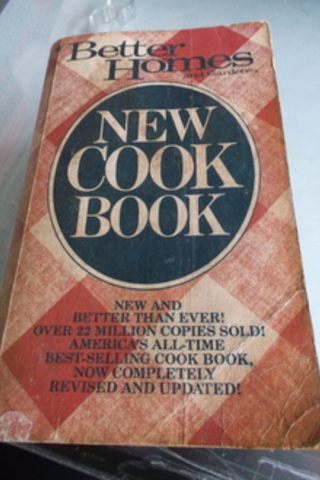 Better
Homes
and Gardens®
NEW
COOK
BOOK
NEW AND
BETTER THAN EVER!
OVER 22 MILLION COPIES SOLD!
AMERICA'S ALL-TIME
BEST-SELLING COOK BOOK,
NOW COMPLETELY
REVISED AND UPDATED!